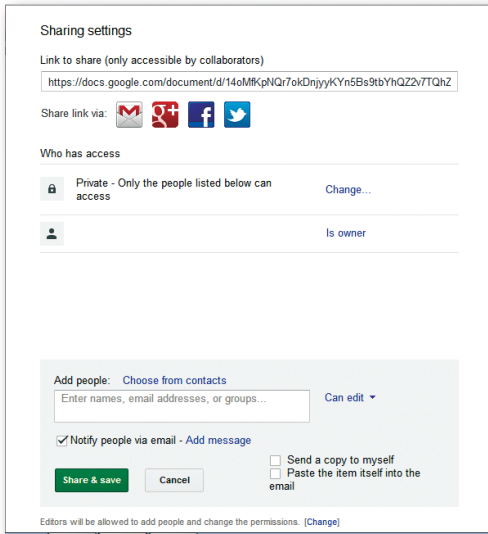 Sharing settings
Link to share (only accessible by collaborators)
https://docs.google.com/document/d/14oMfKpNQr7okDnjyyKYn5Bs9tbYhQZ2v7TQhZ
Share link via:
Who has access
Private - Only the people listed below can
access
Change...
Is owner
Add people: Choose from contacts
Enter names, email addresses, or groups...
Can edit
Notify people via email - Add message
Send a copy to myself
Paste the item itself into the
email
Share & save
Cancel
Editors will be allowed to add people and change the permissions. [Change]